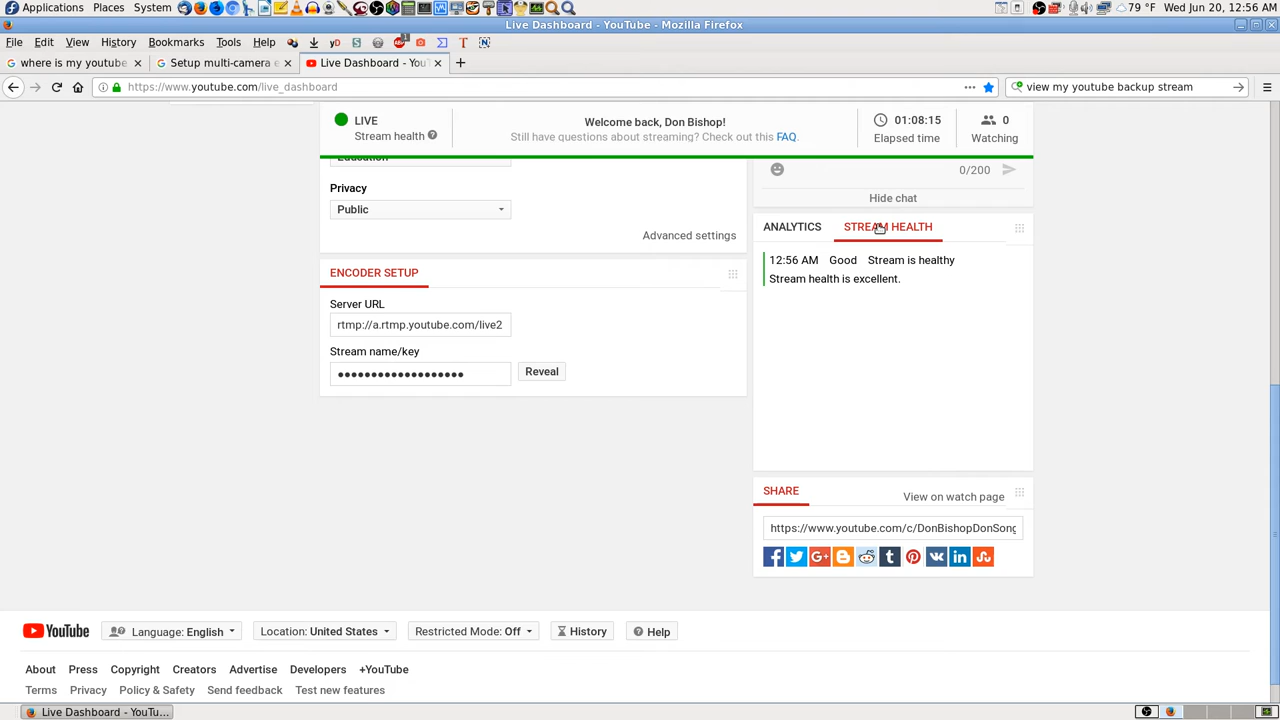 Applications Places System 79 °F Wed Jun 20, 12:56 AM
Live Dashboard - YouTube - Mozilla Firefox
File Edit View History Bookmarks Tools Help
where is my youtube
Setup multi-camera e
Live Dashboard - YouT
https://www.youtube.com/live_dashboard
view my youtube backup stream
LIVE
Stream health
Welcome back, Don Bishop!
Still have questions about streaming? Check out this FAQ.
01:08:15
Elapsed time
0
Watching
Education
Privacy
Public
Advanced settings
0/200
Hide chat
ENCODER SETUP
Server URL
rtmp://a.rtmp.youtube.com/live2
Stream name/key
●●●●●●●●●●●●●●●●●●●
Reveal
ANALYTICS STREAM HEALTH
12:56 AM Good Stream is healthy
Stream health is excellent.
SHARE
View on watch page
https://www.youtube.com/c/DonBishopDonSong
YouTube
Language: English
Location: United States
Restricted Mode: Off
History
Help
About Press Copyright Creators Advertise Developers +YouTube
Terms Privacy Policy & Safety Send feedback Test new features
Live Dashboard - YouTu...